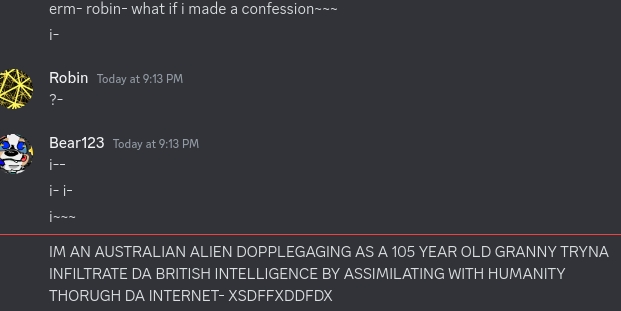 erm- robin- what if i made a confession~~~
i-
Robin Today at 9:13 PM
?-
Bear123 Today at 9:13 PM
i--
i- i-
i~~~
IM AN AUSTRALIAN ALIEN DOPPLEGAGING AS A 105 YEAR OLD GRANNY TRYNA
INFILTRATE DA BRITISH INTELLIGENCE BY ASSIMILATING WITH HUMANITY
THORUGH DA INTERNET- XSDFFXDDFDX